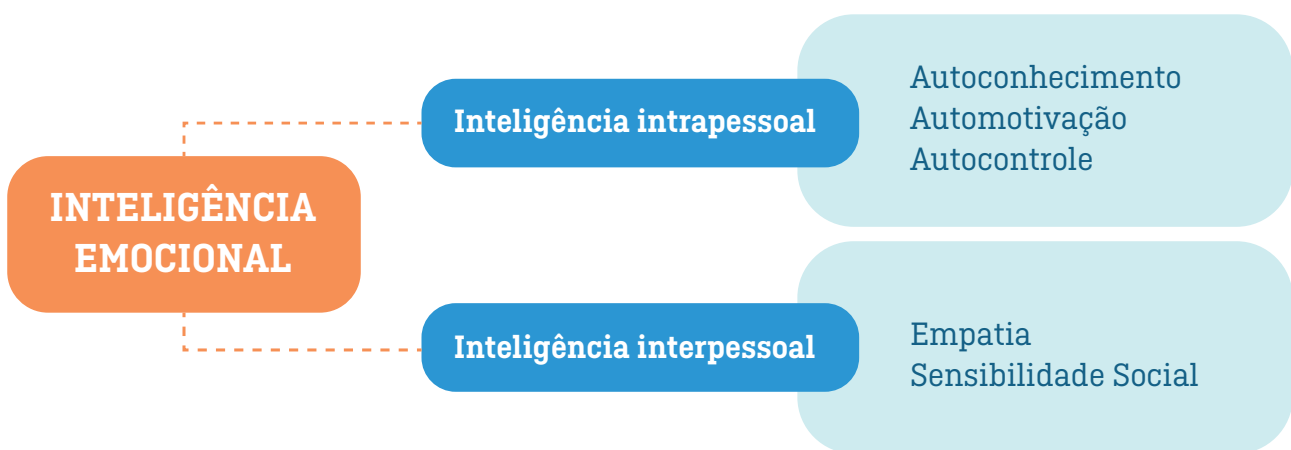 INTELIGÊNCIA
EMOCIONAL
Inteligência intrapessoal
Autoconhecimento
Automotivação
Autocontrole
Inteligência interpessoal
Empatia
Sensibilidade Social